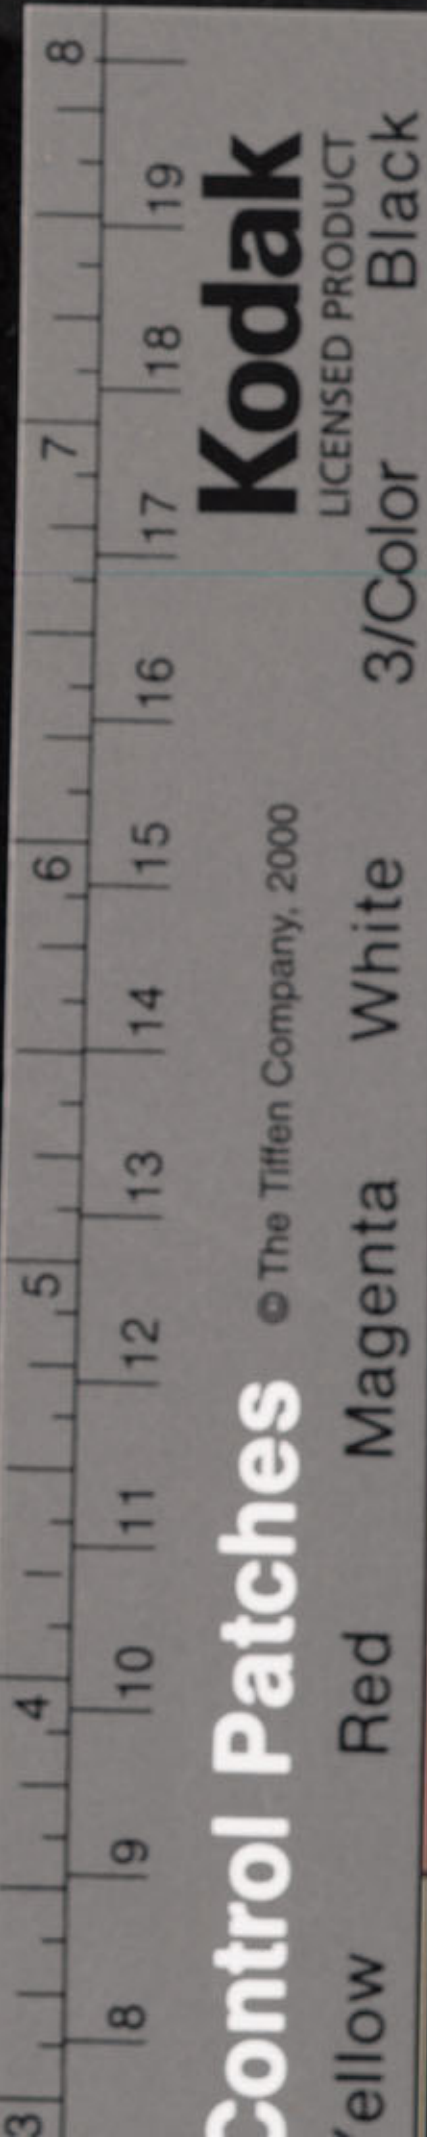 3 4 5 6 7 8
8 9 10 11 12 13 14 15 16 17 18 19
Control Patches © The Tiffen Company, 2000 Kodak
LICENSED PRODUCT
Yellow Red Magenta White 3/Color Black